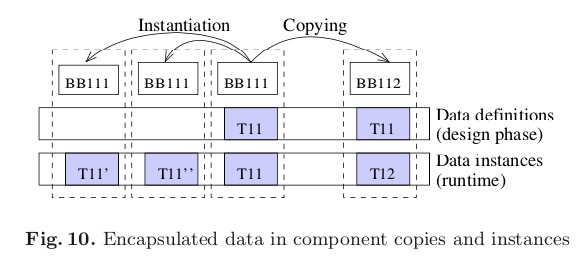 Instantiation Copying
BB111 BB111 BB111 BB112
T11 T11 Data definitions
(design phase)
T11' T11'' T11 T12 Data instances
(runtime)
Fig. 10. Encapsulated data in component copies and instances